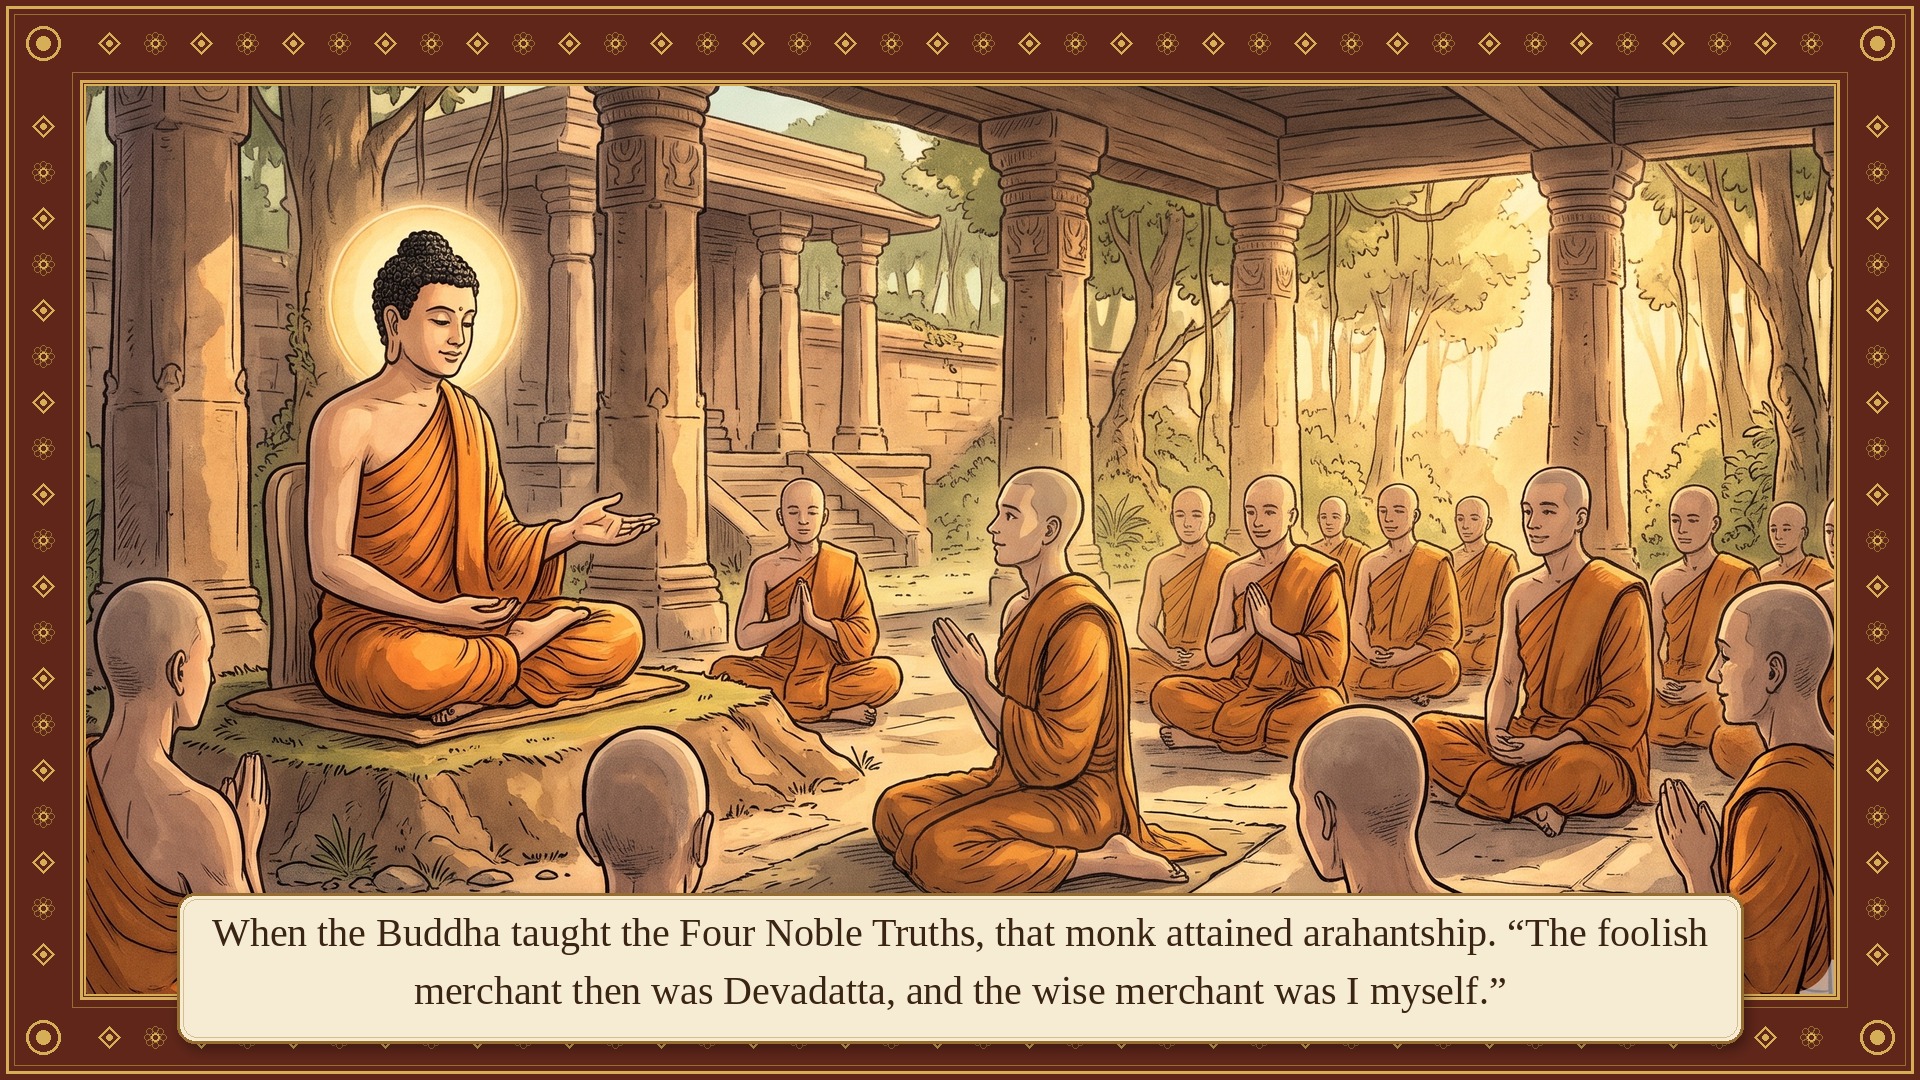 When the Buddha taught the Four Noble Truths, that monk attained arahantship. “The foolish
merchant then was Devadatta, and the wise merchant was I myself.”